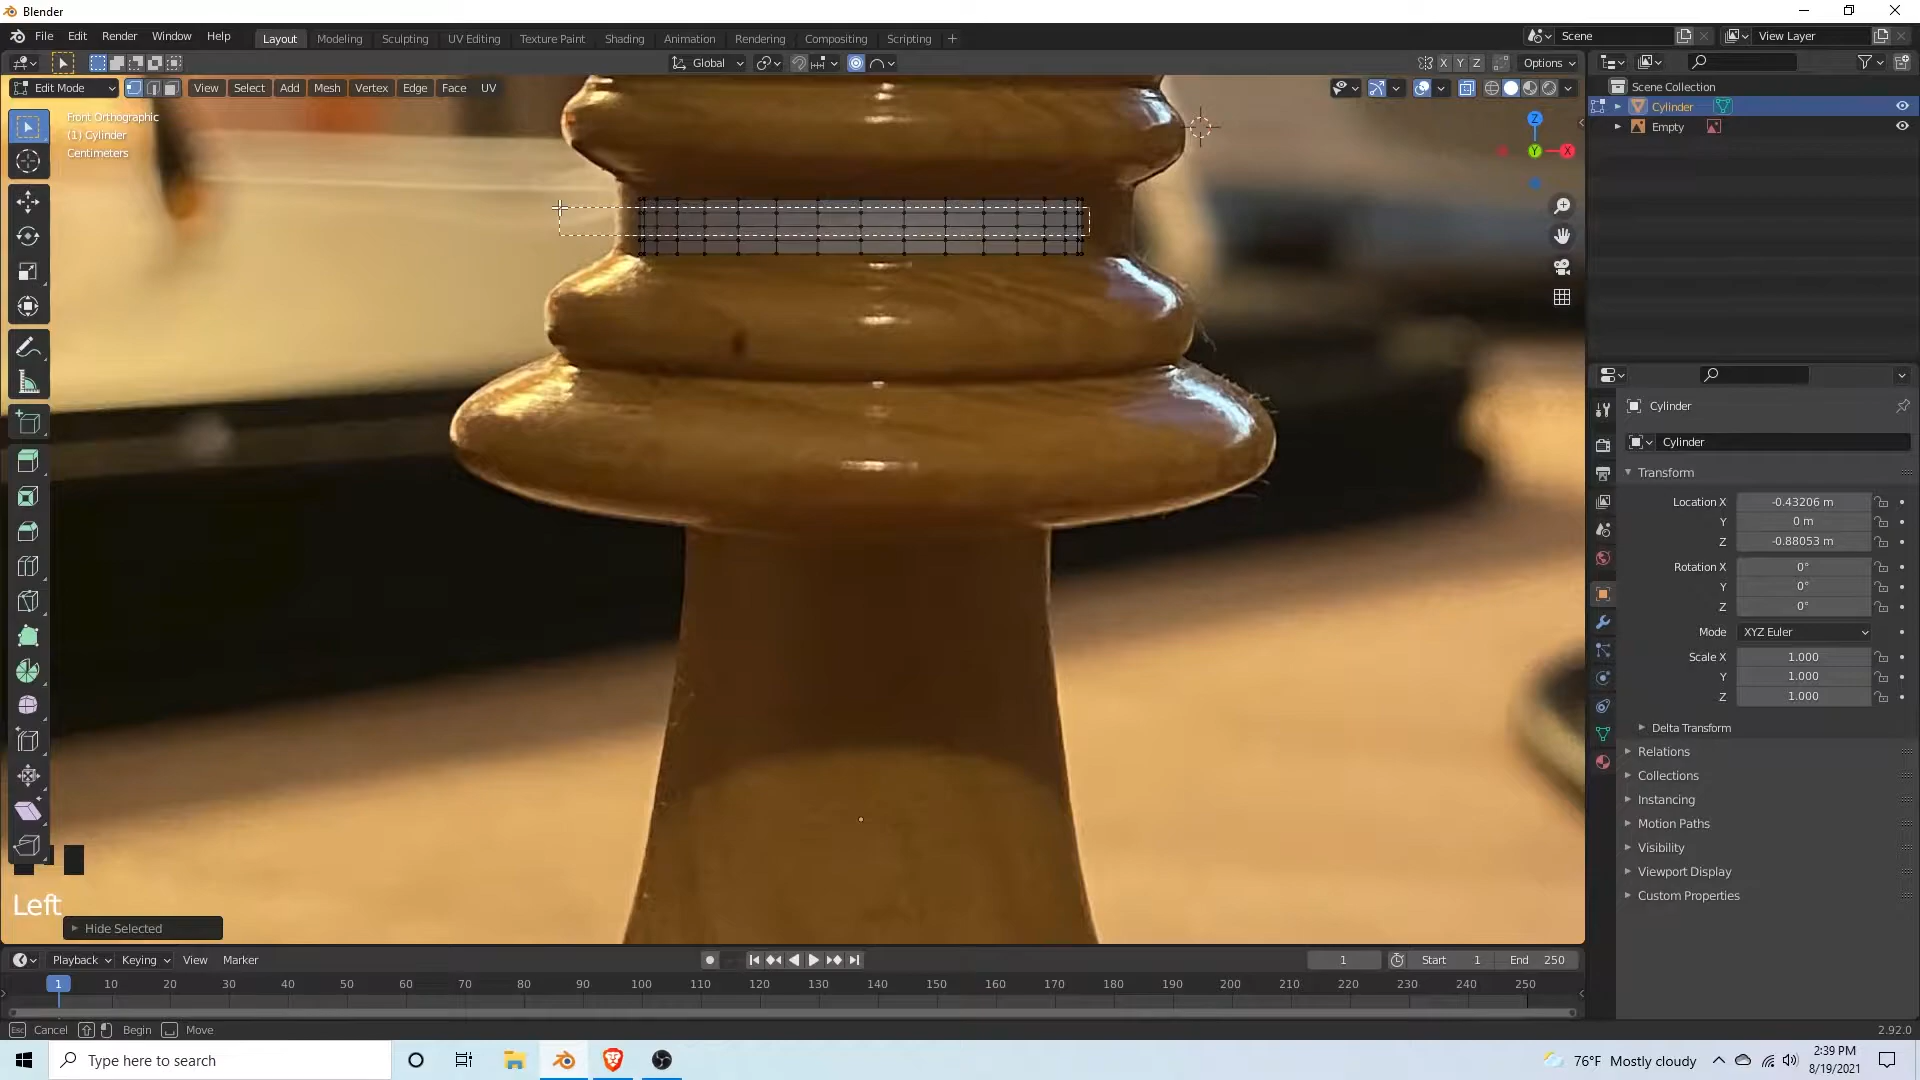 Blender
File Edit Render Window Help
Layout Modeling Sculpting UV Editing Texture Paint Shading Animation Rendering Compositing Scripting +
Scene
View Layer
Global
X Y Z Options
Edit Mode View Select Add Mesh Vertex Edge Face UV
Front Orthographic
(1) Cylinder
Centimeters
Z
Y X
Scene Collection
Cylinder
Empty
Cylinder
Cylinder
Transform
Location X -0.43206 m
Y 0 m
Z -0.88053 m
Rotation X 0°
Y 0°
Z 0°
Mode XYZ Euler
Scale X 1.000
Y 1.000
Z 1.000
Delta Transform
Relations
Collections
Instancing
Motion Paths
Visibility
Viewport Display
Custom Properties
Left
Hide Selected
Playback Keying View Marker
1 Start 1 End 250
1 10 20 30 40 50 60 70 80 90 100 110 120 130 140 150 160 170 180 190 200 210 220 230 240 250
Esc Cancel Begin Move
2.92.0
Type here to search
76°F Mostly cloudy
2:39 PM
8/19/2021